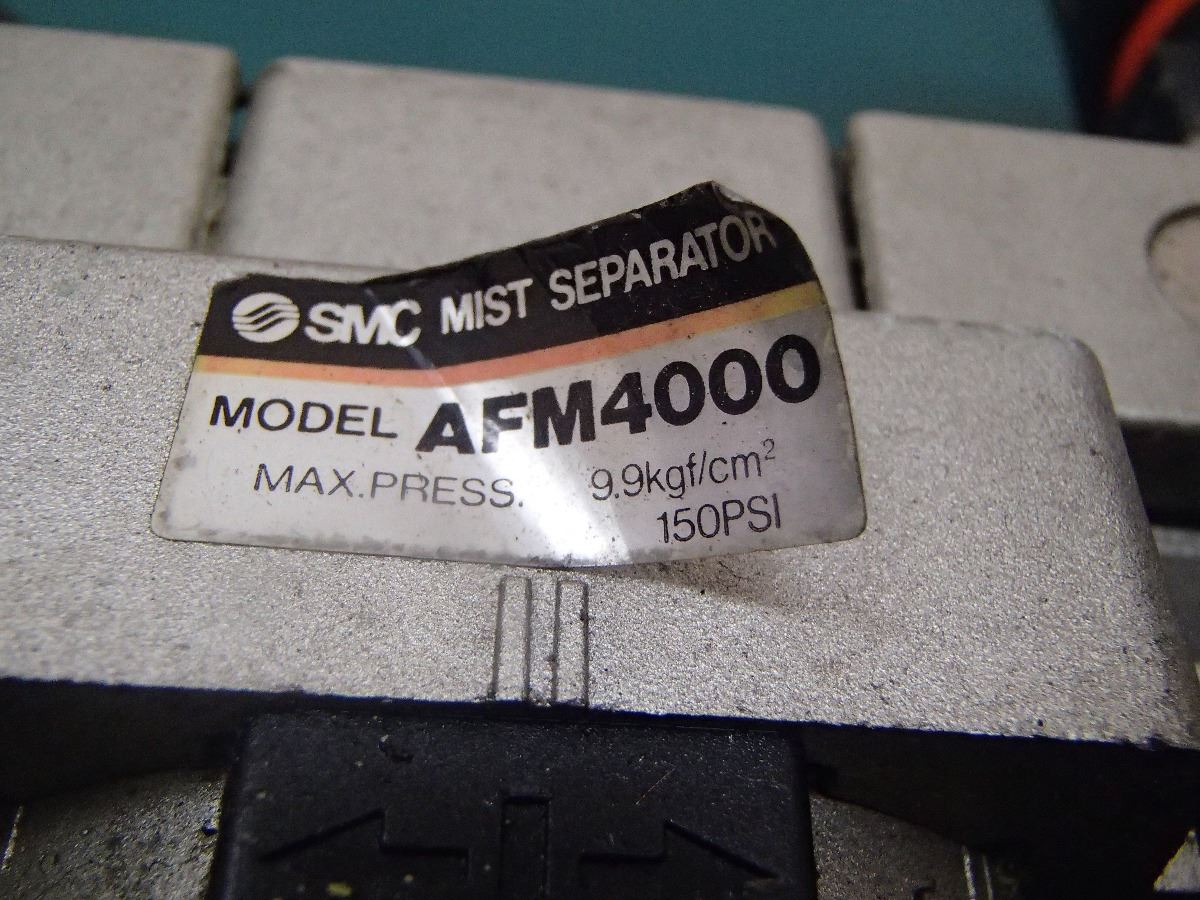 SMC MIST SEPARATOR
MODEL AFM4000
MAX.PRESS. 9.9kgf/cm²
150PSI